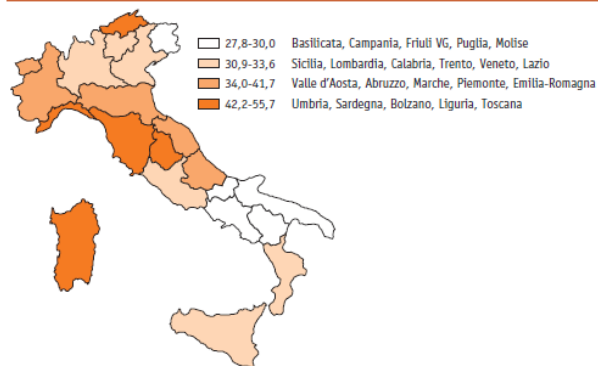 27,8-30,0 Basilicata, Campania, Friuli VG, Puglia, Molise
30,9-33,6 Sicilia, Lombardia, Calabria, Trento, Veneto, Lazio
34,0-41,7 Valle d'Aosta, Abruzzo, Marche, Piemonte, Emilia-Romagna
42,2-55,7 Umbria, Sardegna, Bolzano, Liguria, Toscana